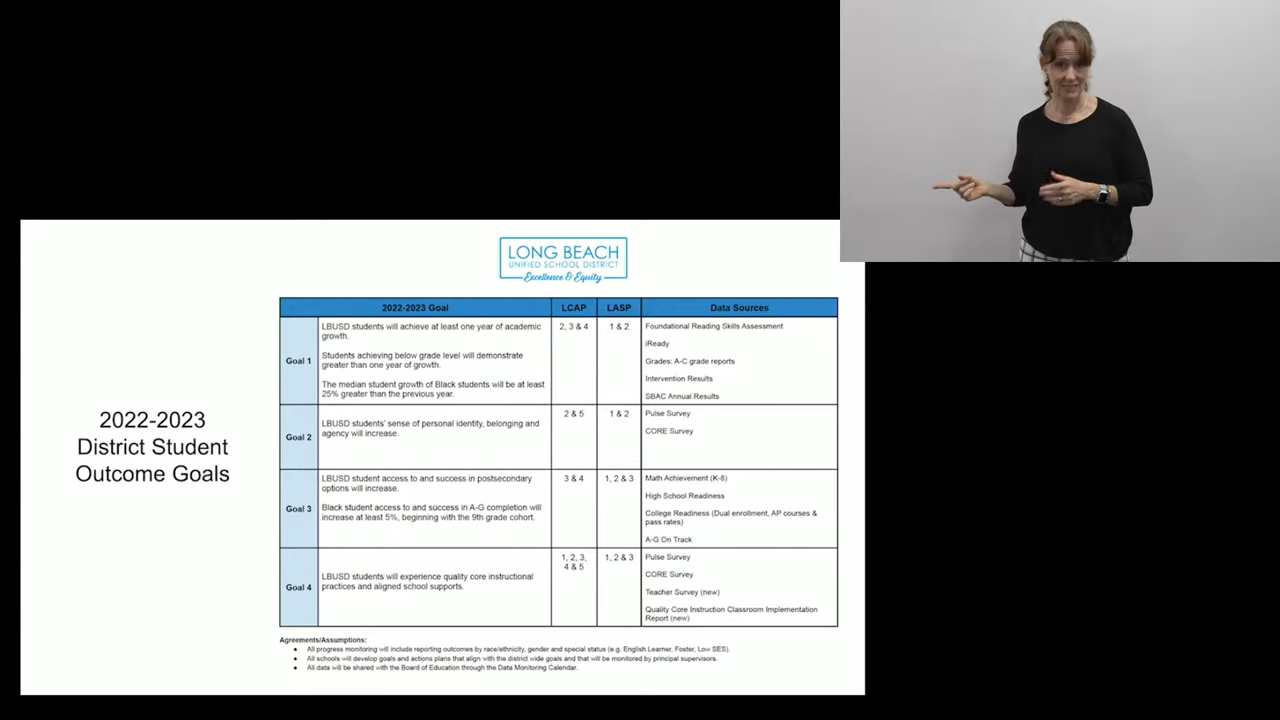 LONG BEACH
UNIFIED SCHOOL DISTRICT
Excellence & Equity
2022-2023
District Student
Outcome Goals
2022-2023 Goal LCAP LASP Data Sources
Goal 1
LBUSD students will achieve at least one year of academic
growth.
Students achieving below grade level will demonstrate
greater than one year of growth.
The median student growth of Black students will be at least
25% greater than the previous year.
2, 3 & 4
1 & 2
Foundational Reading Skills Assessment
iReady
Grades: A-C grade reports
Intervention Results
SBAC Annual Results
Goal 2
LBUSD students' sense of personal identity, belonging and
agency will increase.
2 & 5
1 & 2
Pulse Survey
CORE Survey
Goal 3
LBUSD student access to and success in postsecondary
options will increase.
Black student access to and success in A-G completion will
increase at least 5%, beginning with the 9th grade cohort.
3 & 4
1, 2 & 3
Math Achievement (K-8)
High School Readiness
College Readiness (Dual enrollment, AP courses &
pass rates)
A-G On Track
Goal 4
LBUSD students will experience quality core instructional
practices and aligned school supports.
1, 2, 3,
4 & 5
1, 2 & 3
Pulse Survey
CORE Survey
Teacher Survey (new)
Quality Core Instruction Classroom Implementation
Report (new)
Agreements/Assumptions:
● All progress monitoring will include reporting outcomes by race/ethnicity, gender and special status (e.g. English Learner, Foster, Low SES).
● All schools will develop goals and actions plans that align with the district wide goals and that will be monitored by principal supervisors.
● All data will be shared with the Board of Education through the Data Monitoring Calendar.